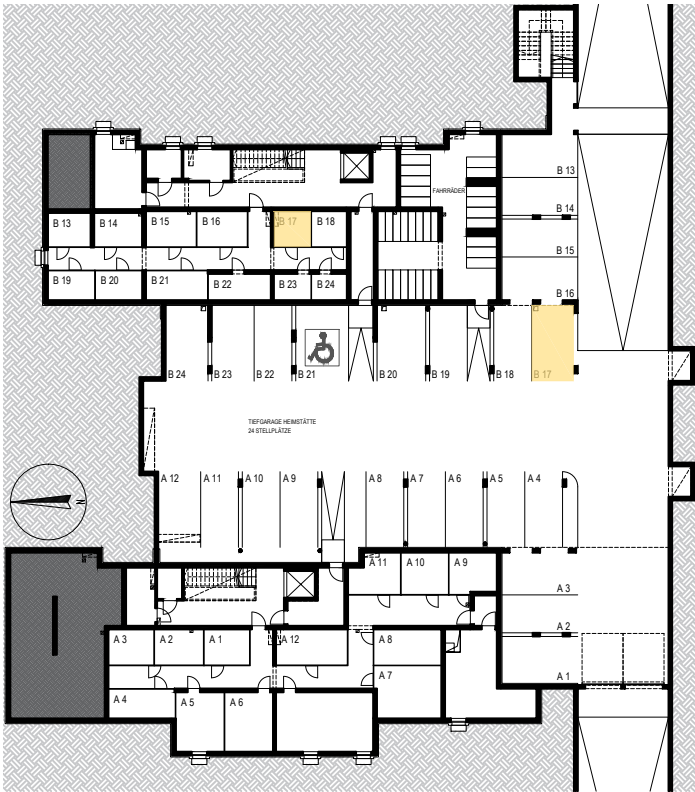 B 13
FAHRRÄDER
B 14
B 13 B 14 B 15 B 16 B 17 B 18
B 15
B 19 B 20 B 21 B 22 B 23 B 24
B 16
B 24 B 23 B 22 B 21 B 20 B 19 B 18 B 17
TIEFGARAGE HEIMSTÄTTE
24 STELLPLÄTZE
A 12 A 11 A 10 A 9 A 8 A 7 A 6 A 5 A 4
N
A 11 A 10 A 9
A 3
A 2
A 3 A 2 A 1 A 12 A 8
A 7
A 1
A 4 A 5 A 6